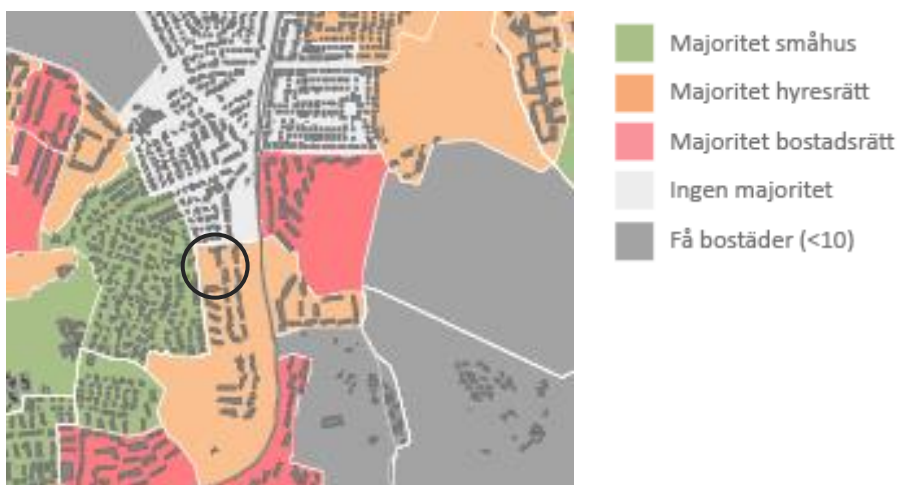 Majoritet småhus
Majoritet hyresrätt
Majoritet bostadsrätt
Ingen majoritet
Få bostäder (<10)